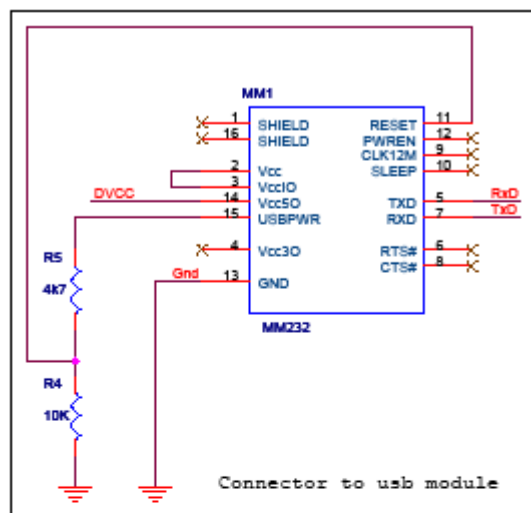 MM1
1 SHIELD RESET 11
16 SHIELD PWREN 12
CLK12M 9
2 Vcc SLEEP 10
3 VccIO
DVCC 14 Vcc5O TXD 5 RxD
15 USBPWR RXD 7 TxD
4 Vcc3O RTS# 6
CTS# 8
Gnd 13 GND
MM232
R5
4k7
R4
10K
Connector to usb module